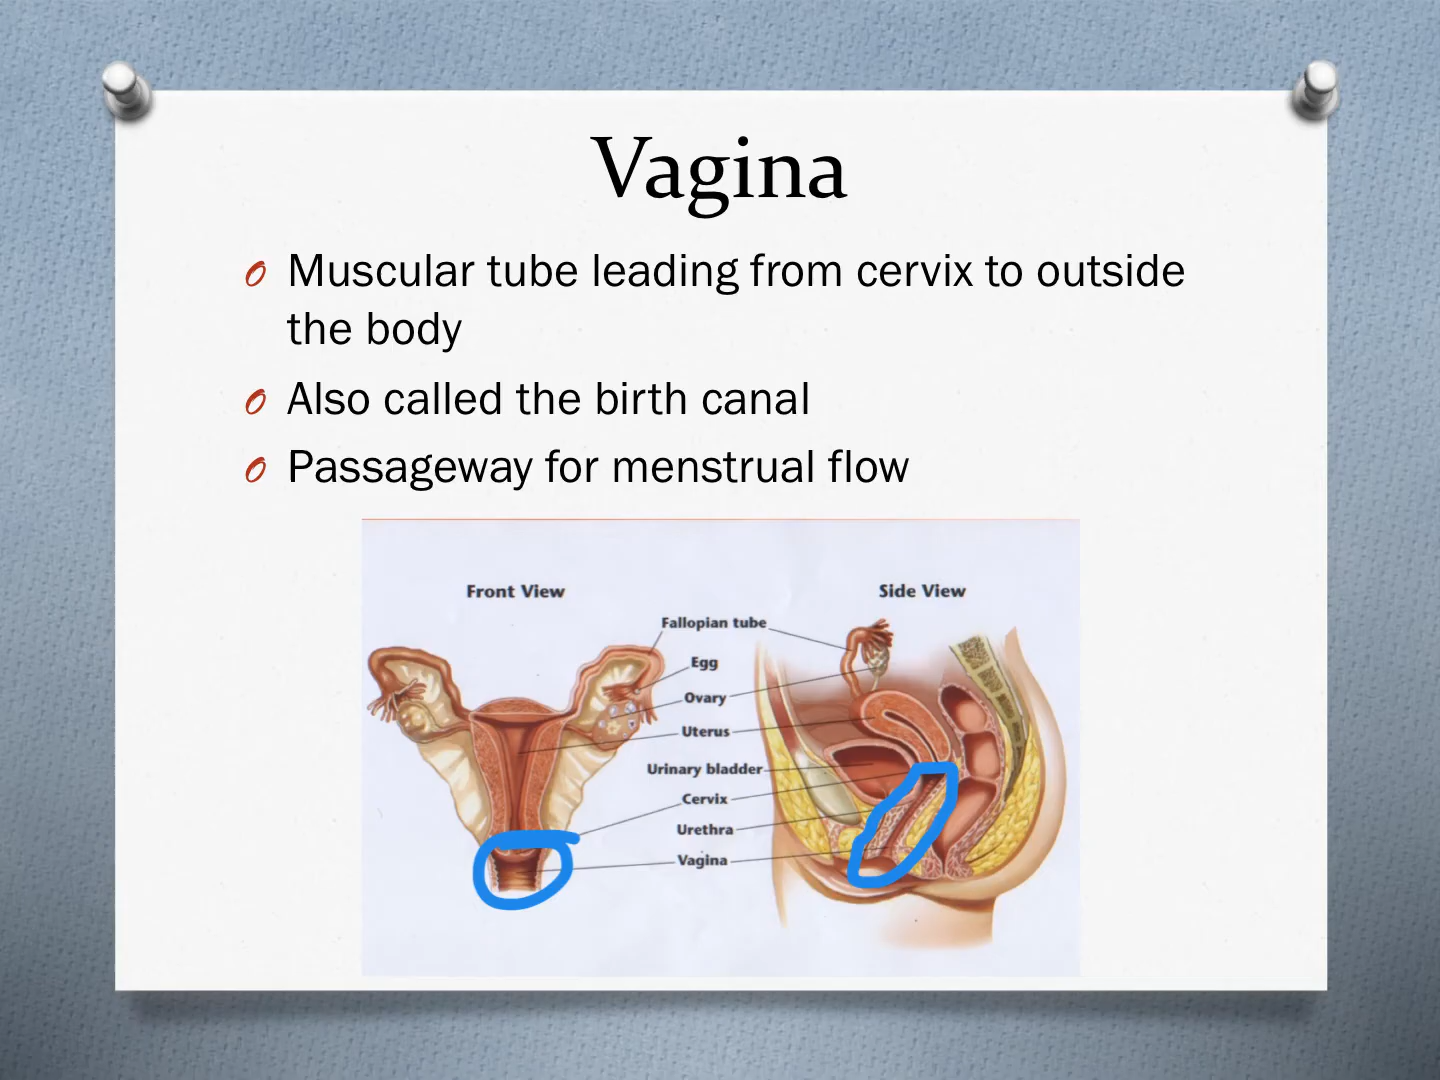 Vagina
Muscular tube leading from cervix to outside
the body
Also called the birth canal
Passageway for menstrual flow
Front View
Side View
Fallopian tube
Egg
Ovary
Uterus
Urinary bladder
Cervix
Urethra
Vagina